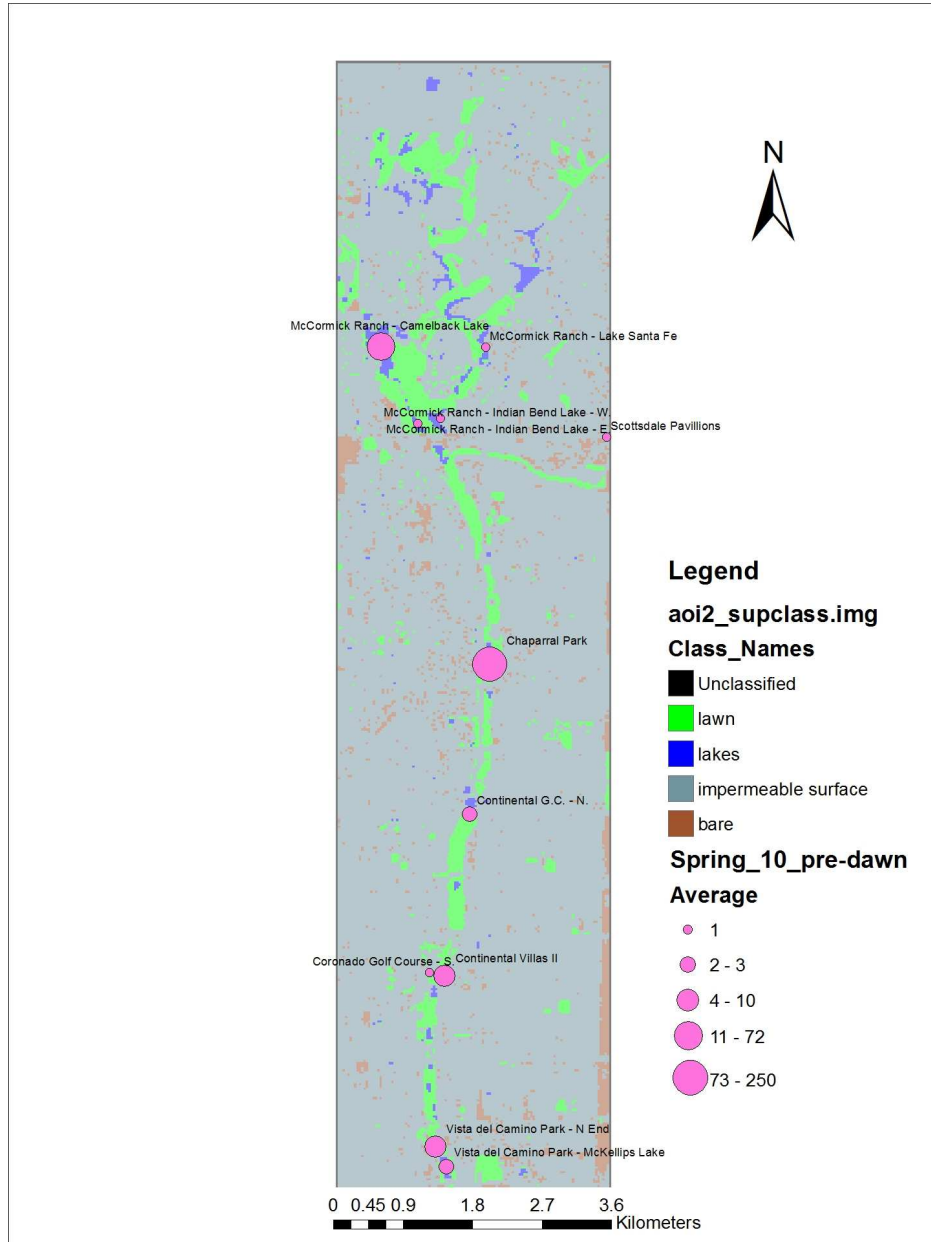 N
McCormick Ranch - Camelback Lake
McCormick Ranch - Lake Santa Fe
McCormick Ranch - Indian Bend Lake - W.
McCormick Ranch - Indian Bend Lake - E.
Scottsdale Pavillions
Chaparral Park
Continental G.C. - N.
Coronado Golf Course - S.
Continental Villas II
Vista del Camino Park - N End
Vista del Camino Park - McKellips Lake
Legend
aoi2_supclass.img
Class_Names
Unclassified
lawn
lakes
impermeable surface
bare
Spring_10_pre-dawn
Average
1
2 - 3
4 - 10
11 - 72
73 - 250
0 0.45 0.9 1.8 2.7 3.6
Kilometers